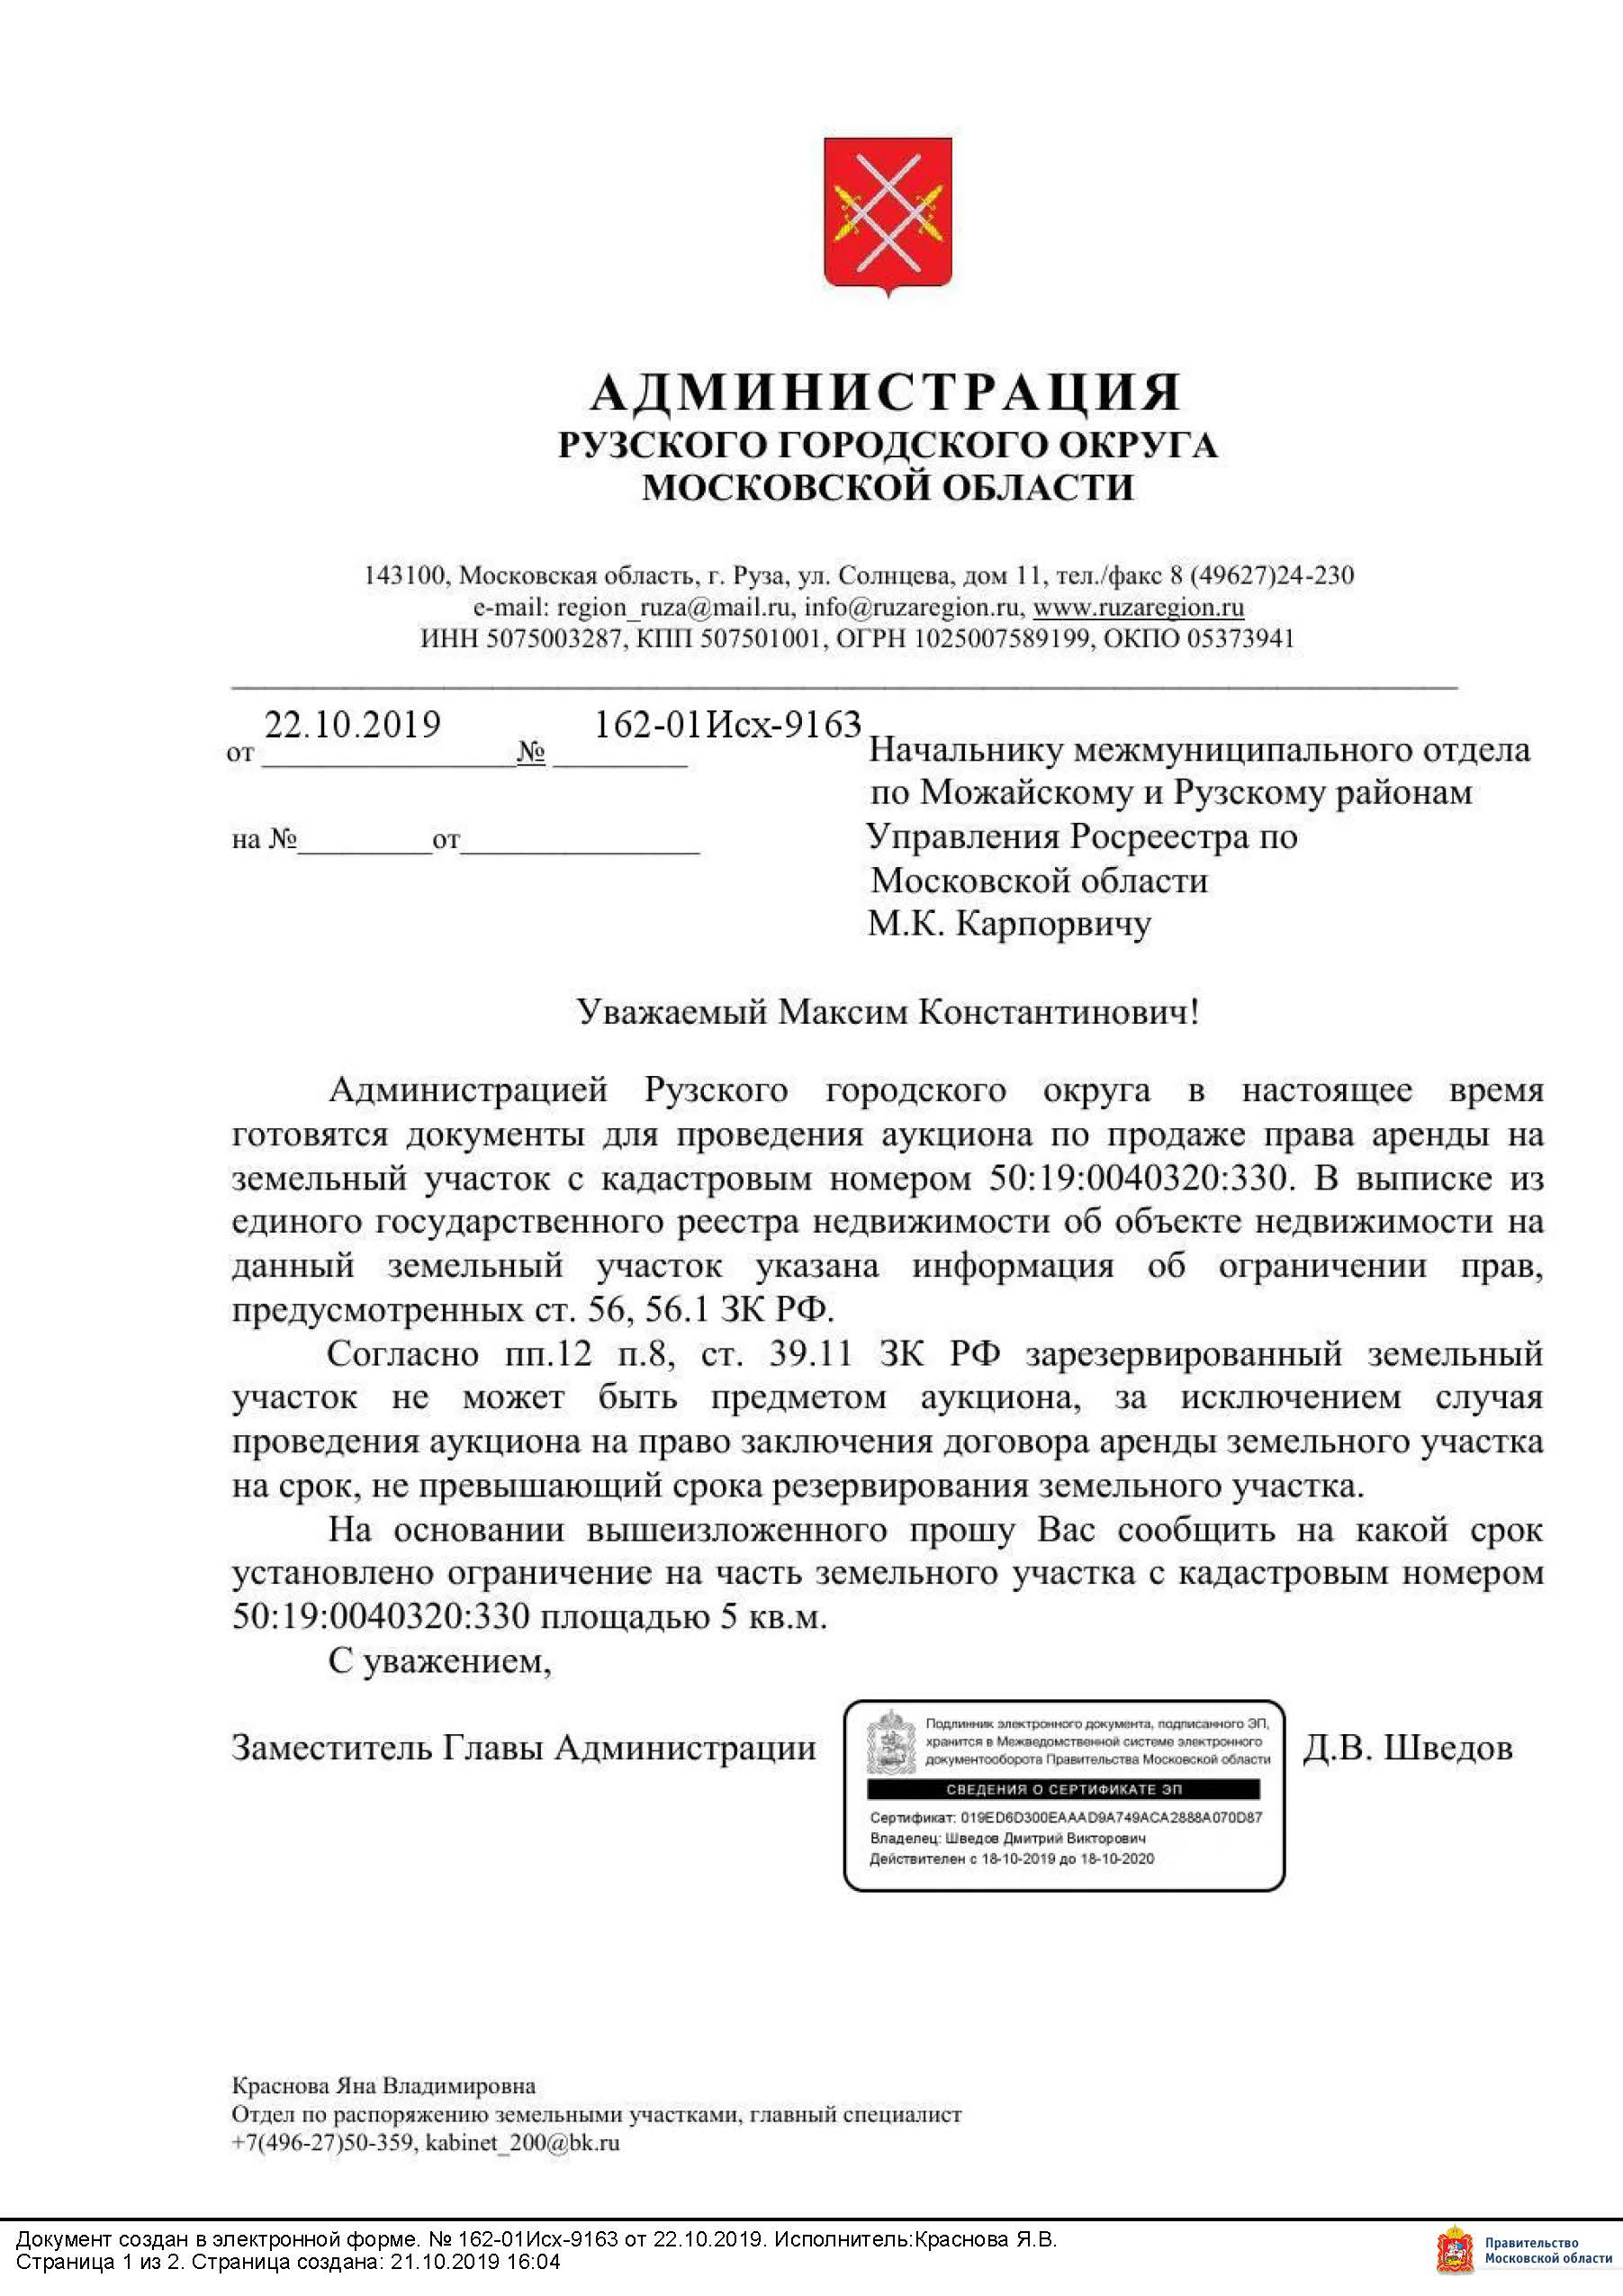 АДМИНИСТРАЦИЯ
РУЗСКОГО ГОРОДСКОГО ОКРУГА
МОСКОВСКОЙ ОБЛАСТИ
143100, Московская область, г. Руза, ул. Солнцева, дом 11, тел./факс 8 (49627)24-230
e-mail: region_ruza@mail.ru, info@ruzaregion.ru, www.ruzaregion.ru
ИНН 5075003287, КПП 507501001, ОГРН 1025007589199, ОКПО 05373941
от 22.10.2019 № 162-01Исх-9163
на №_________от________________
Начальнику межмуниципального отдела
по Можайскому и Рузскому районам
Управления Росреестра по
Московской области
М.К. Карпорвичу
Уважаемый Максим Константинович!
Администрацией Рузского городского округа в настоящее время
готовятся документы для проведения аукциона по продаже права аренды на
земельный участок с кадастровым номером 50:19:0040320:330. В выписке из
единого государственного реестра недвижимости об объекте недвижимости на
данный земельный участок указана информация об ограничении прав,
предусмотренных ст. 56, 56.1 ЗК РФ.
Согласно пп.12 п.8, ст. 39.11 ЗК РФ зарезервированный земельный
участок не может быть предметом аукциона, за исключением случая
проведения аукциона на право заключения договора аренды земельного участка
на срок, не превышающий срока резервирования земельного участка.
На основании вышеизложенного прошу Вас сообщить на какой срок
установлено ограничение на часть земельного участка с кадастровым номером
50:19:0040320:330 площадью 5 кв.м.
С уважением,
Заместитель Главы Администрации
Подлинник электронного документа, подписанного ЭП,
хранится в Межведомственной системе электронного
документооборота Правительства Московской области
СВЕДЕНИЯ О СЕРТИФИКАТЕ ЭП
Сертификат: 019ED6D300EAAAD9A749ACA2888A070D87
Владелец: Шведов Дмитрий Викторович
Действителен с 18-10-2019 до 18-10-2020
Д.В. Шведов
Краснова Яна Владимировна
Отдел по распоряжению земельными участками, главный специалист
+7(496-27)50-359, kabinet_200@bk.ru
Документ создан в электронной форме. № 162-01Исх-9163 от 22.10.2019. Исполнитель:Краснова Я.В.
Страница 1 из 2. Страница создана: 21.10.2019 16:04
Правительство
Московской области